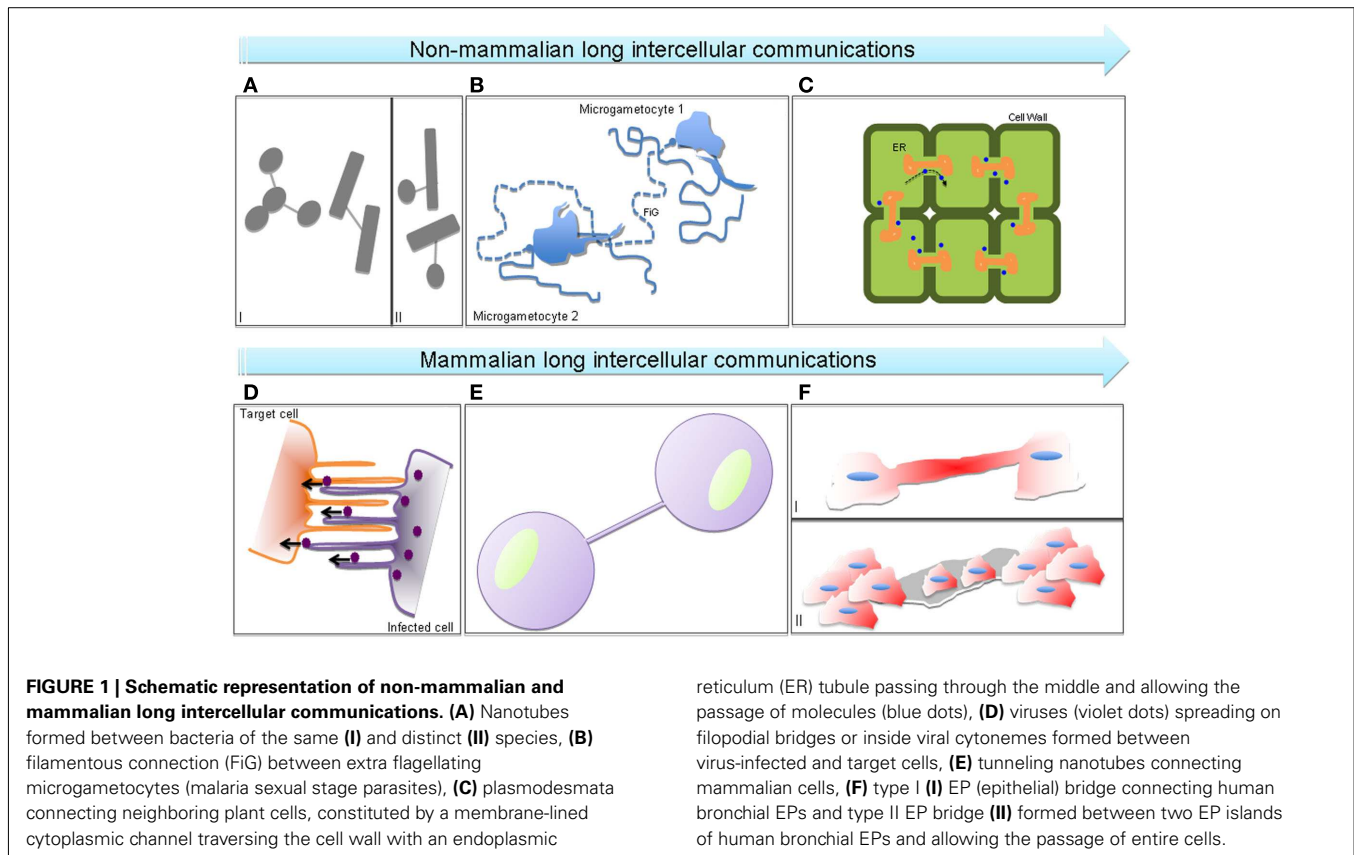 Non-mammalian long intercellular communications
A
B
C
I
II
Microgametocyte 1
FiG
Microgametocyte 2
Cell Wall
ER
Mammalian long intercellular communications
D
E
F
Target cell
Infected cell
I
II
FIGURE 1 | Schematic representation of non-mammalian and
mammalian long intercellular communications. (A) Nanotubes
formed between bacteria of the same (I) and distinct (II) species, (B)
filamentous connection (FiG) between extra flagellating
microgametocytes (malaria sexual stage parasites), (C) plasmodesmata
connecting neighboring plant cells, constituted by a membrane-lined
cytoplasmic channel traversing the cell wall with an endoplasmic
reticulum (ER) tubule passing through the middle and allowing the
passage of molecules (blue dots), (D) viruses (violet dots) spreading on
filopodial bridges or inside viral cytonemes formed between
virus-infected and target cells, (E) tunneling nanotubes connecting
mammalian cells, (F) type I (I) EP (epithelial) bridge connecting human
bronchial EPs and type II EP bridge (II) formed between two EP islands
of human bronchial EPs and allowing the passage of entire cells.